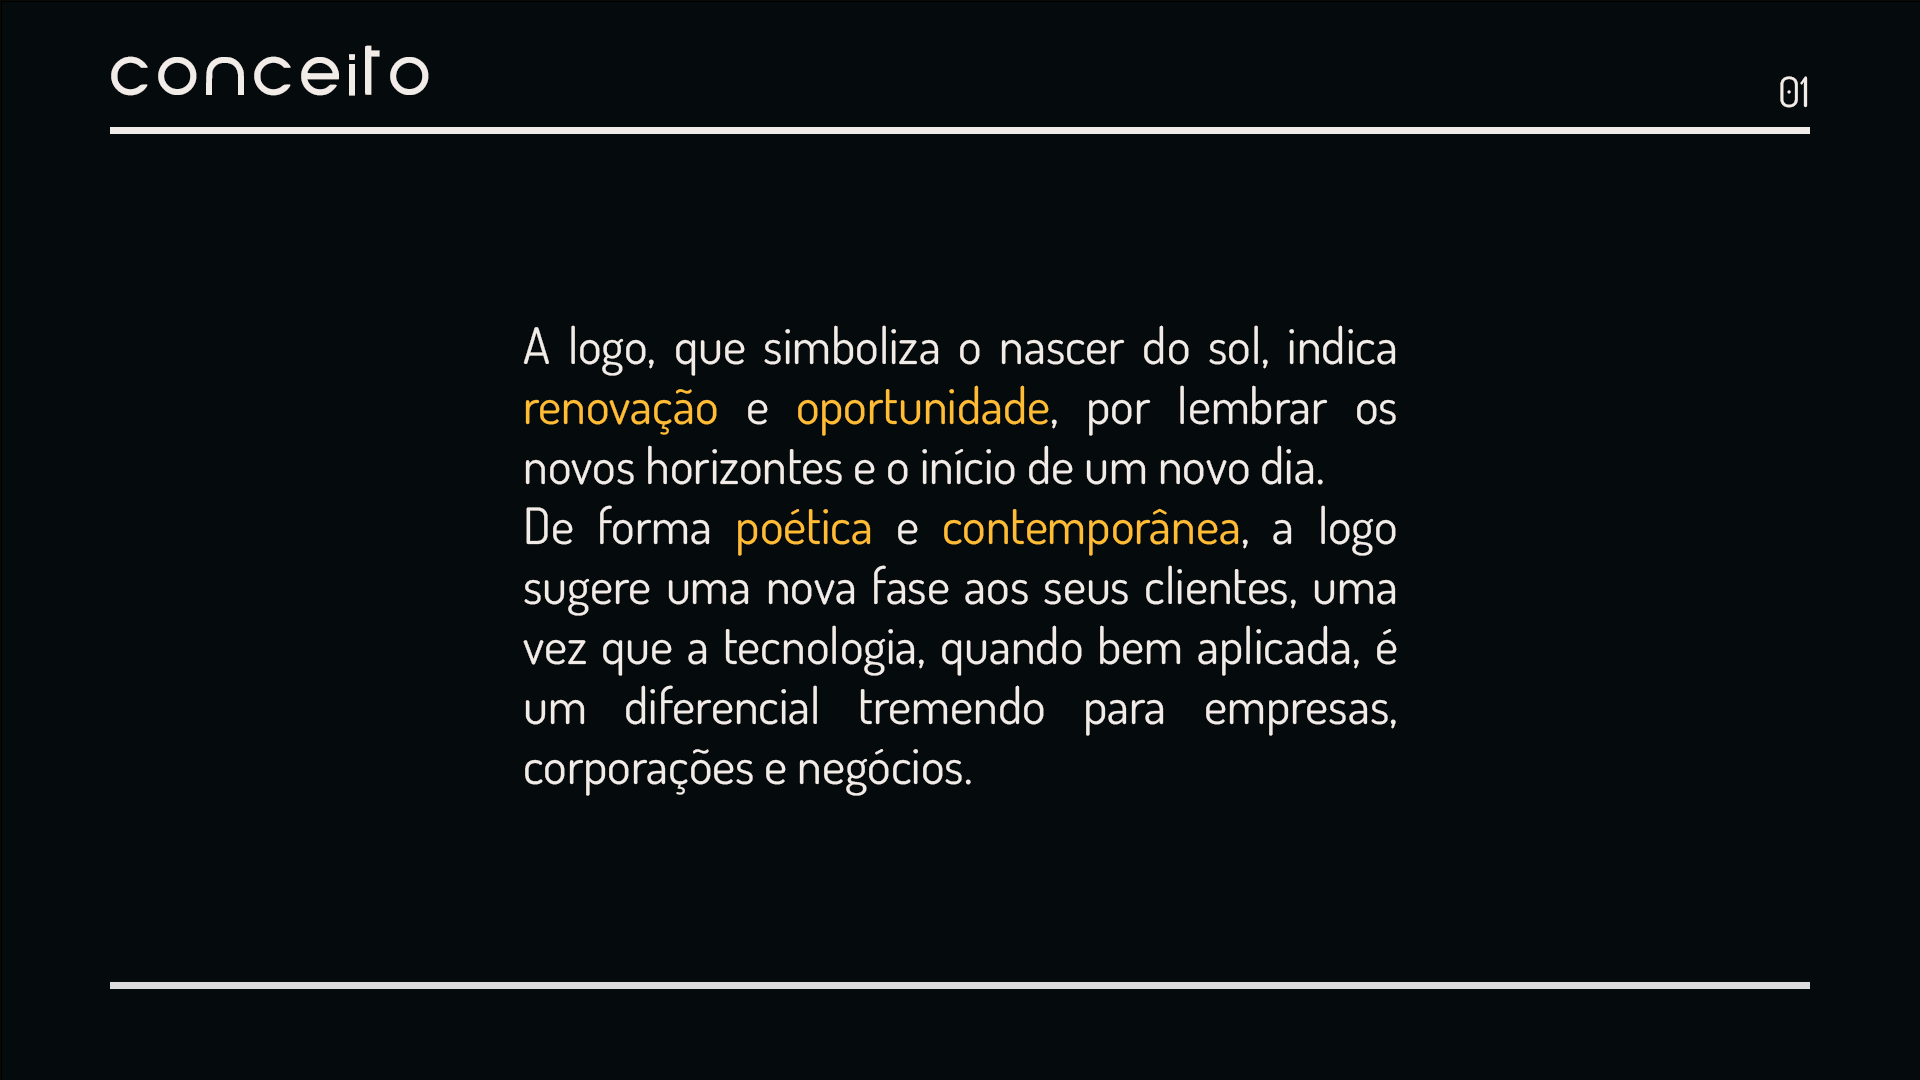 conceito
01
A logo, que simboliza o nascer do sol, indica
renovação e oportunidade, por lembrar os
novos horizontes e o início de um novo dia.
De forma poética e contemporânea, a logo
sugere uma nova fase aos seus clientes, uma
vez que a tecnologia, quando bem aplicada, é
um diferencial tremendo para empresas,
corporações e negócios.